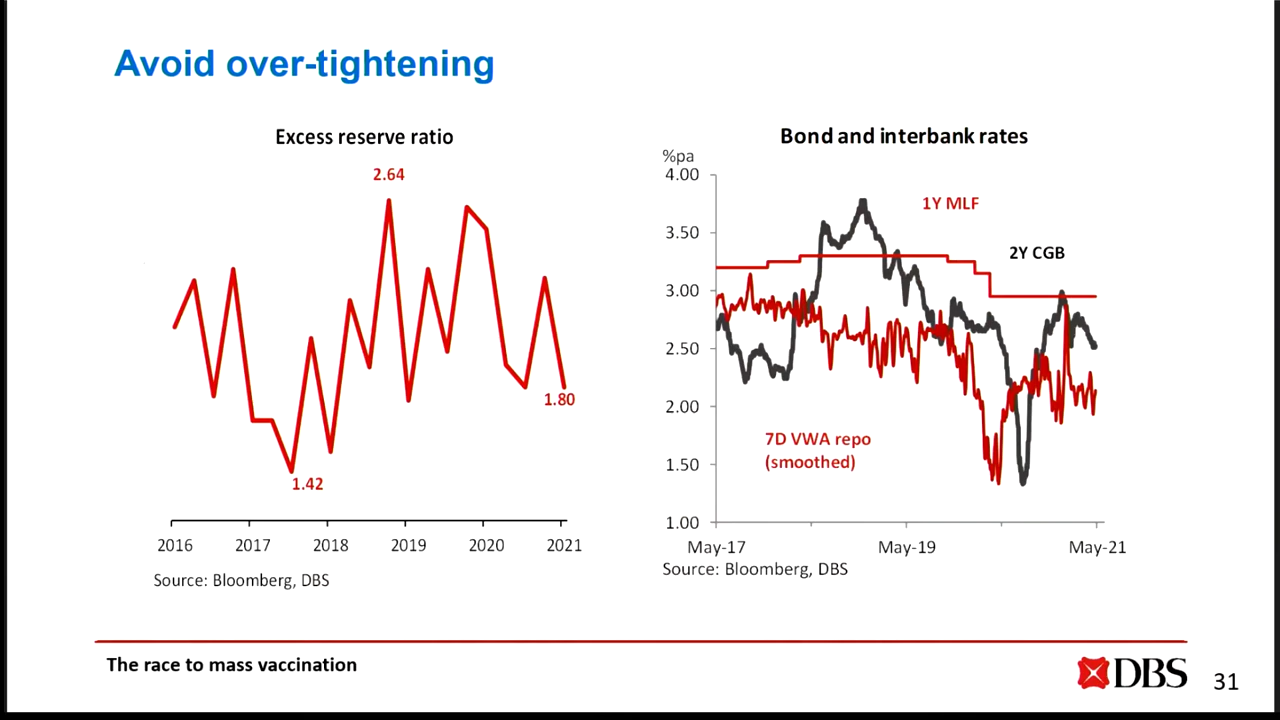 Avoid over-tightening
Excess reserve ratio
2.64
1.80
1.42
2016 2017 2018 2019 2020 2021
Source: Bloomberg, DBS
Bond and interbank rates
%pa
4.00
3.50
3.00
2.50
2.00
1.50
1.00
1Y MLF
2Y CGB
7D VWA repo
(smoothed)
May-17 May-19 May-21
Source: Bloomberg, DBS
The race to mass vaccination
DBS
31